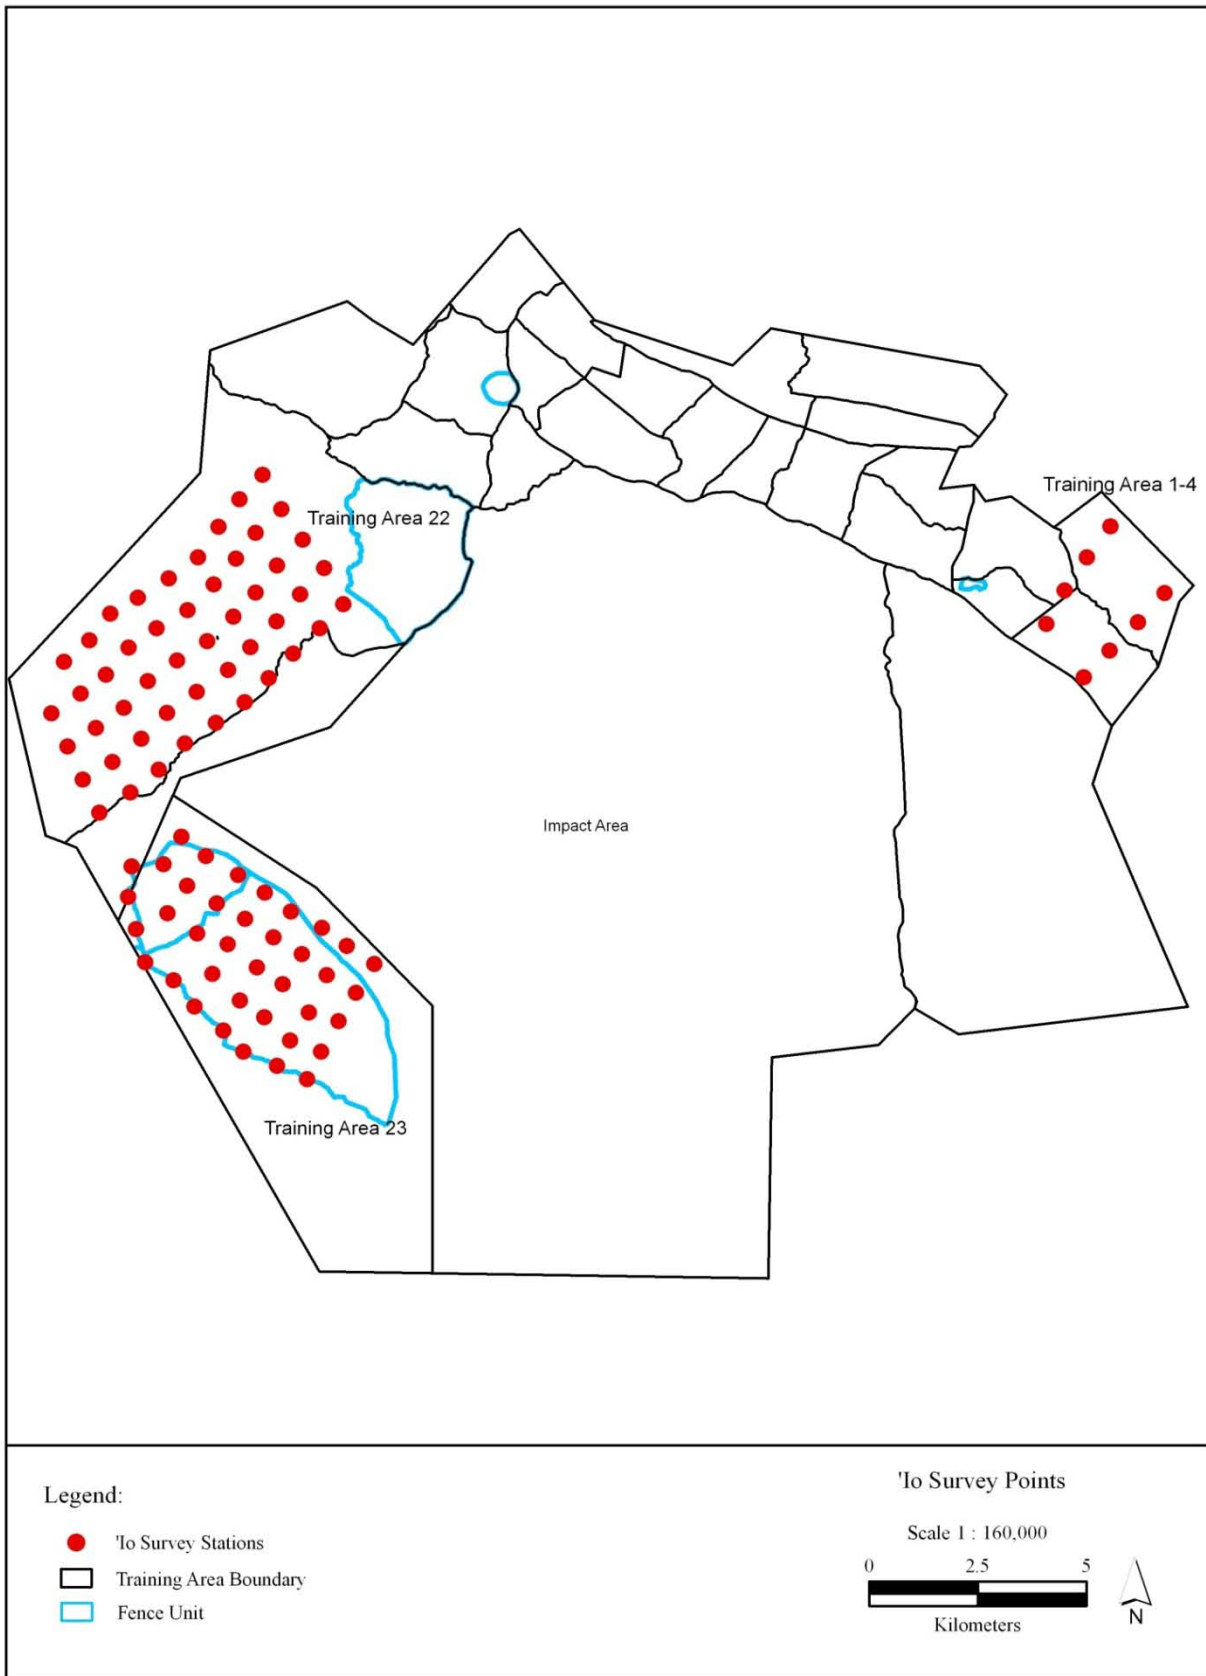 Training Area 1-4
Training Area 22
Impact Area
Training Area 23
Legend:
'Io Survey Stations
Training Area Boundary
Fence Unit
'Io Survey Points
Scale 1 : 160,000
0 2.5 5
Kilometers
N